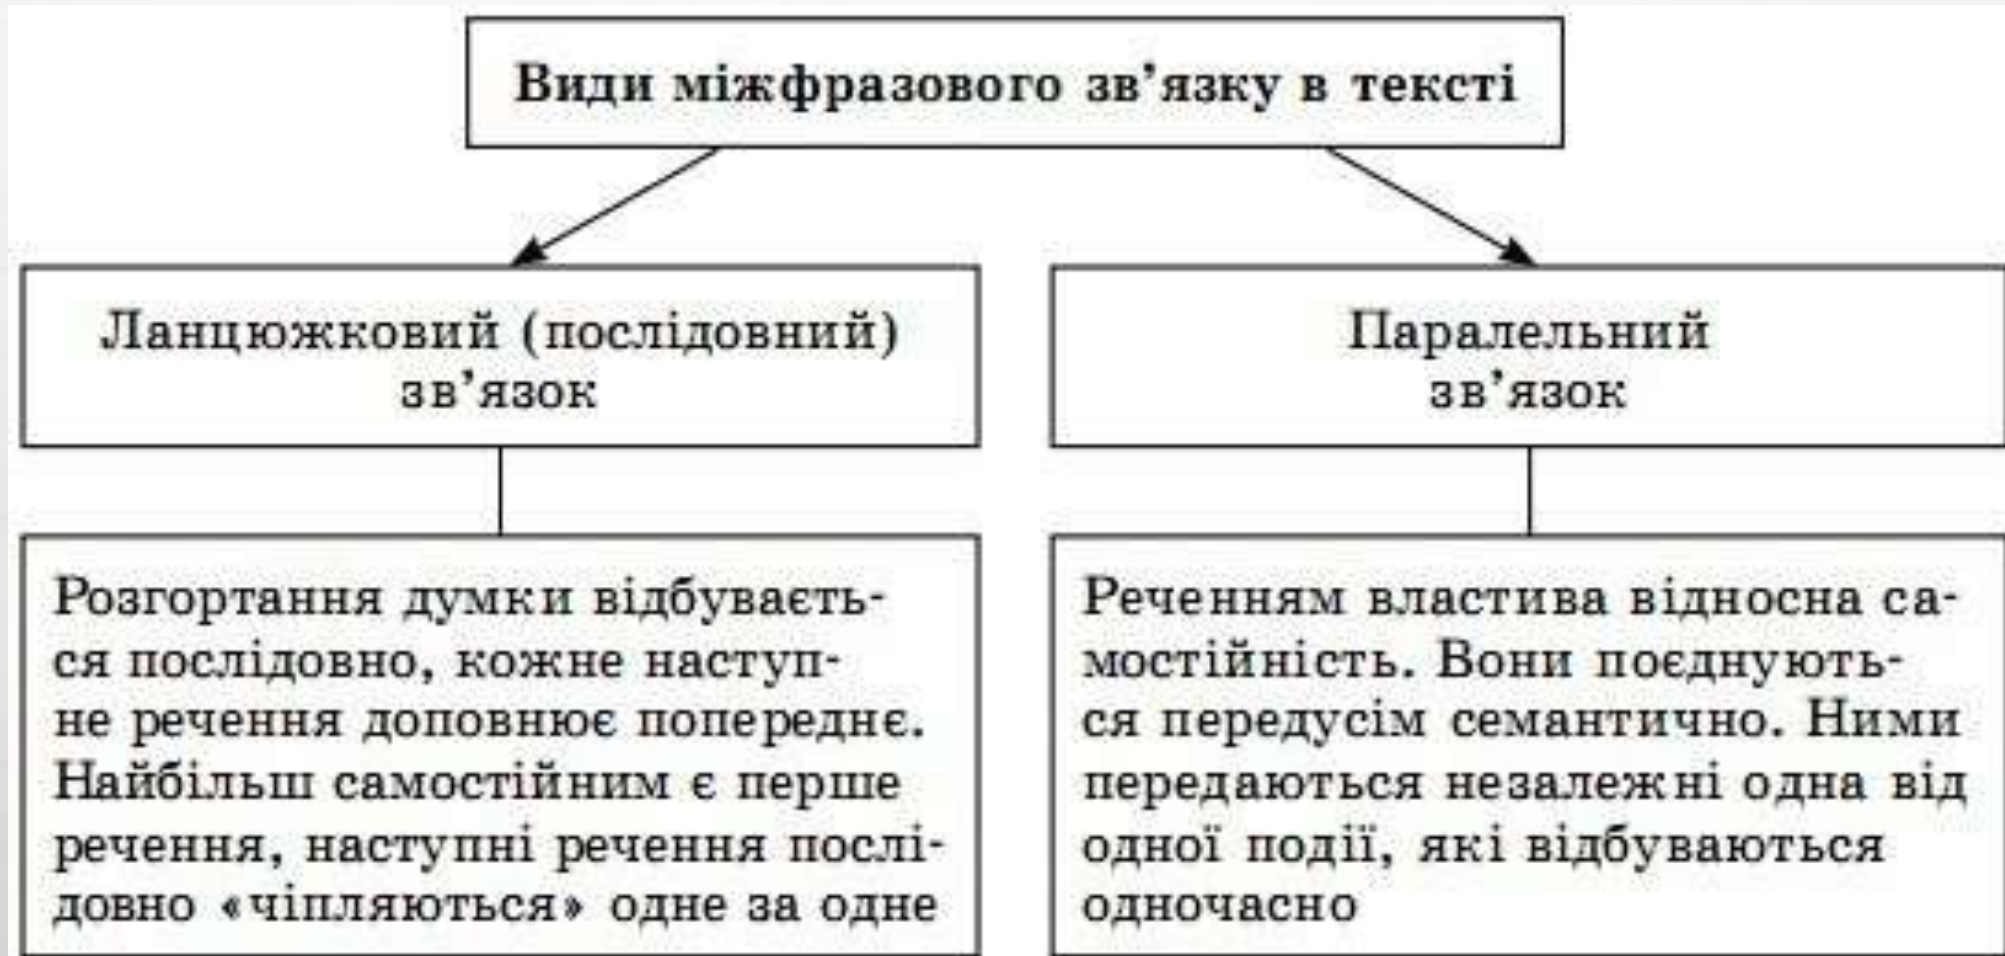 Види міжфразового зв’язку в тексті
Ланцюжковий (послідовний)
зв’язок
Паралельний
зв’язок
Розгортання думки відбуваєть-
ся послідовно, кожне наступ-
не речення доповнює попереднє.
Найбільш самостійним є перше
речення, наступні речення послі-
довно «чіпляються» одне за одне
Реченням властива відносна са-
мостійність. Вони поєднують-
ся передусім семантично. Ними
передаються незалежні одна від
одної події, які відбуваються
одночасно